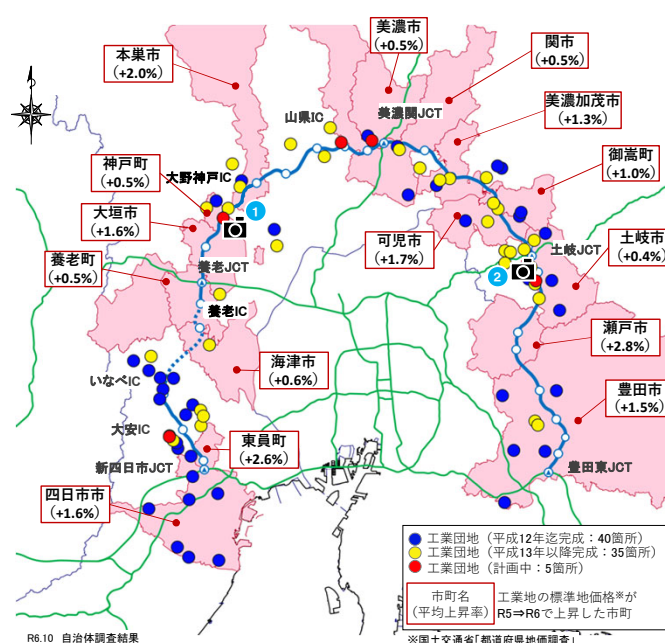 美濃市
(+0.5%)
関市
(+0.5%)
本巣市
(+2.0%)
山県IC
美濃関JCT
美濃加茂市
(+1.3%)
神戸町
(+0.5%)
大野神戸IC
御嵩町
(+1.0%)
大垣市
(+1.6%)
1
可児市
(+1.7%)
土岐JCT
土岐市
(+0.4%)
養老町
(+0.5%)
養老JCT
2
養老IC
瀬戸市
(+2.8%)
海津市
(+0.6%)
いなべIC
豊田市
(+1.5%)
大安IC
東員町
(+2.6%)
新四日市JCT
豊田東JCT
四日市市
(+1.6%)
工業団地(平成12年迄完成:40箇所)
工業団地(平成13年以降完成:35箇所)
工業団地(計画中:5箇所)
市町名
(平均上昇率)
工業地の標準地価格※が
R5⇒R6で上昇した市町
R6.10 自治体調査結果
※国土交通省「都道府県地価調査」